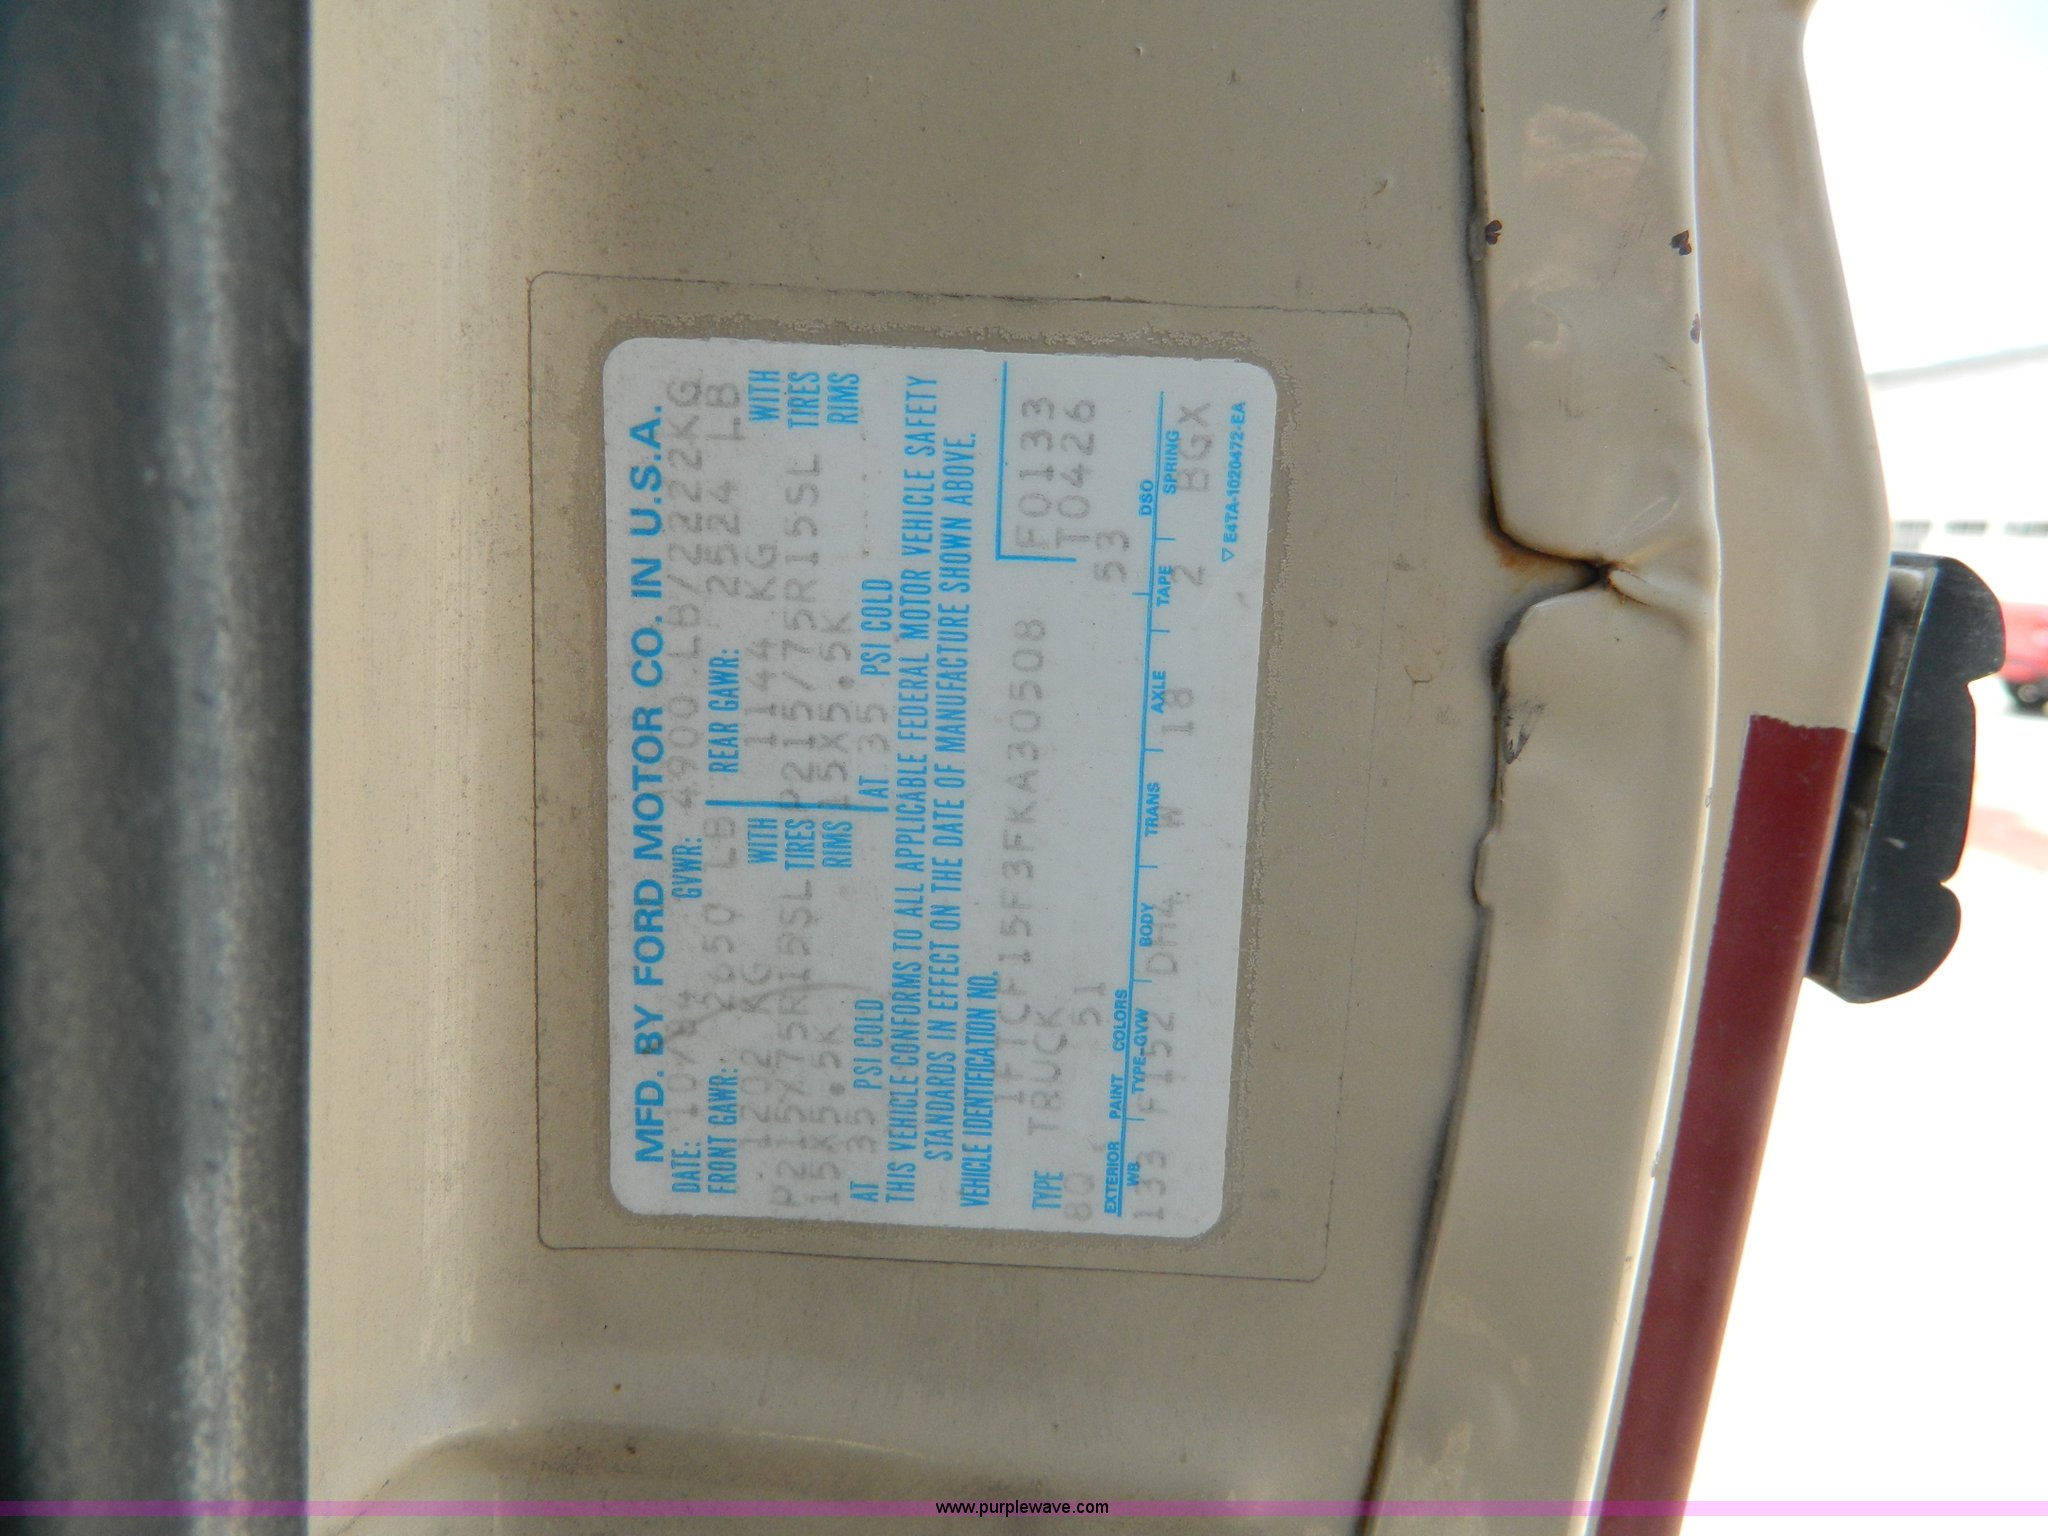 MFD. BY FORD MOTOR CO. IN U.S.A.
DATE: 10/84 GVWR: 4900 LB/2222KG
FRONT GAWR: 2650 LB REAR GAWR: 2524 LB
1202 KG WITH 1144 KG WITH
P215/75R15SL TIRES P215/75R15SL TIRES
15X5.5K RIMS 15X5.5K RIMS
AT 35 PSI COLD AT 35 PSI COLD
THIS VEHICLE CONFORMS TO ALL APPLICABLE FEDERAL MOTOR VEHICLE SAFETY
STANDARDS IN EFFECT ON THE DATE OF MANUFACTURE SHOWN ABOVE.
VEHICLE IDENTIFICATION NO.
1FTCF15F3FKA30508 F0133
TYPE TRUCK T0426
80 51 53
EXTERIOR PAINT COLORS DSO
WB TYPE-GVW BODY TRANS AXLE TAPE SPRING
133 F152 DH4 W 18 2 BGX
▽ E4TA-1020472-EA
www.purplewave.com